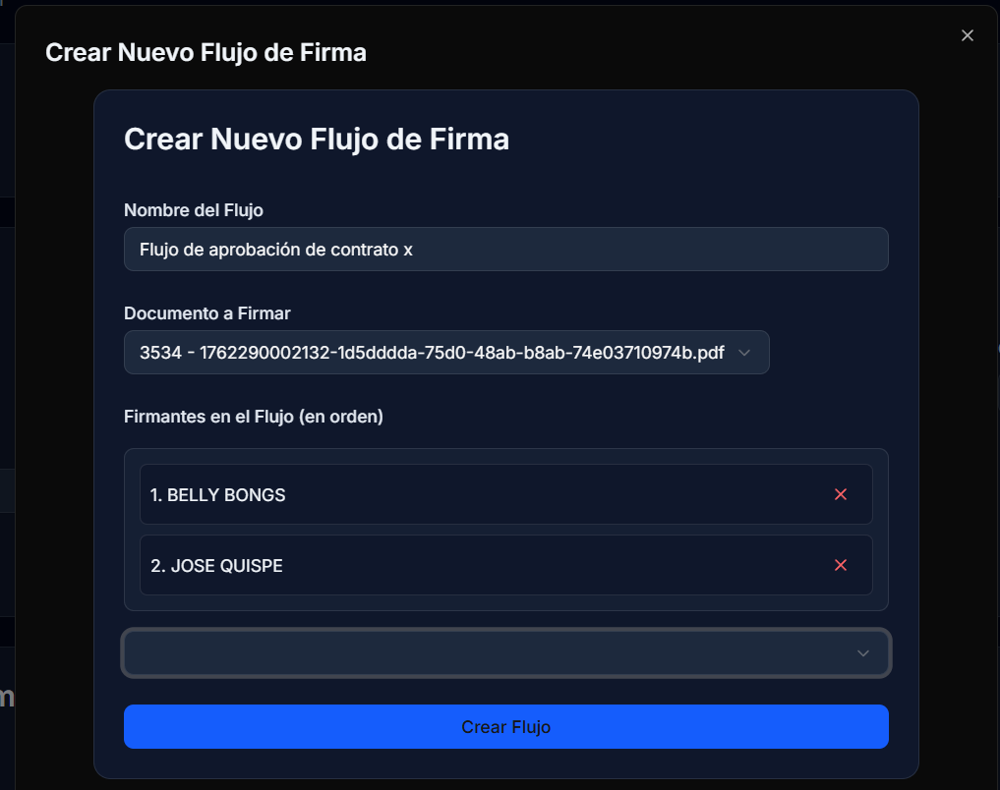 Crear Nuevo Flujo de Firma
Crear Nuevo Flujo de Firma
Nombre del Flujo
Flujo de aprobación de contrato x
Documento a Firmar
3534 - 1762290002132-1d5dddda-75d0-48ab-b8ab-74e03710974b.pdf
Firmantes en el Flujo (en orden)
1. BELLY BONGS
2. JOSE QUISPE
Crear Flujo